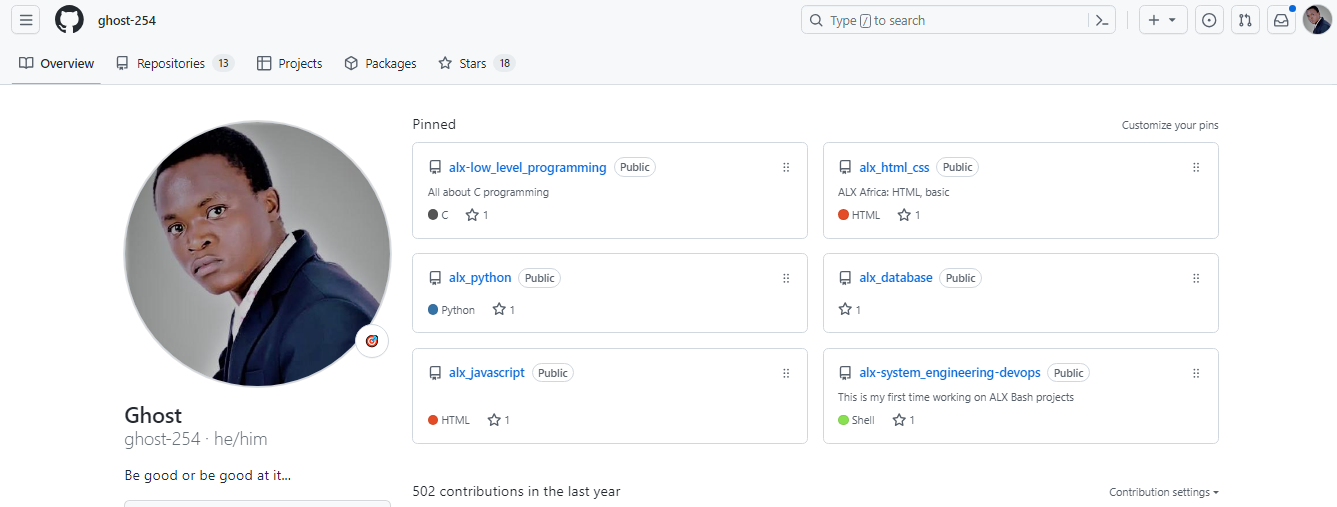 ghost-254
Type / to search
Overview
Repositories 13
Projects
Packages
Stars 18
Pinned
Customize your pins
alx-low_level_programming Public
All about C programming
C 1
alx_html_css Public
ALX Africa: HTML, basic
HTML 1
alx_python Public
Python 1
alx_database Public
1
alx_javascript Public
HTML 1
alx-system_engineering-devops Public
This is my first time working on ALX Bash projects
Shell 1
Ghost
ghost-254 · he/him
Be good or be good at it...
502 contributions in the last year
Contribution settings